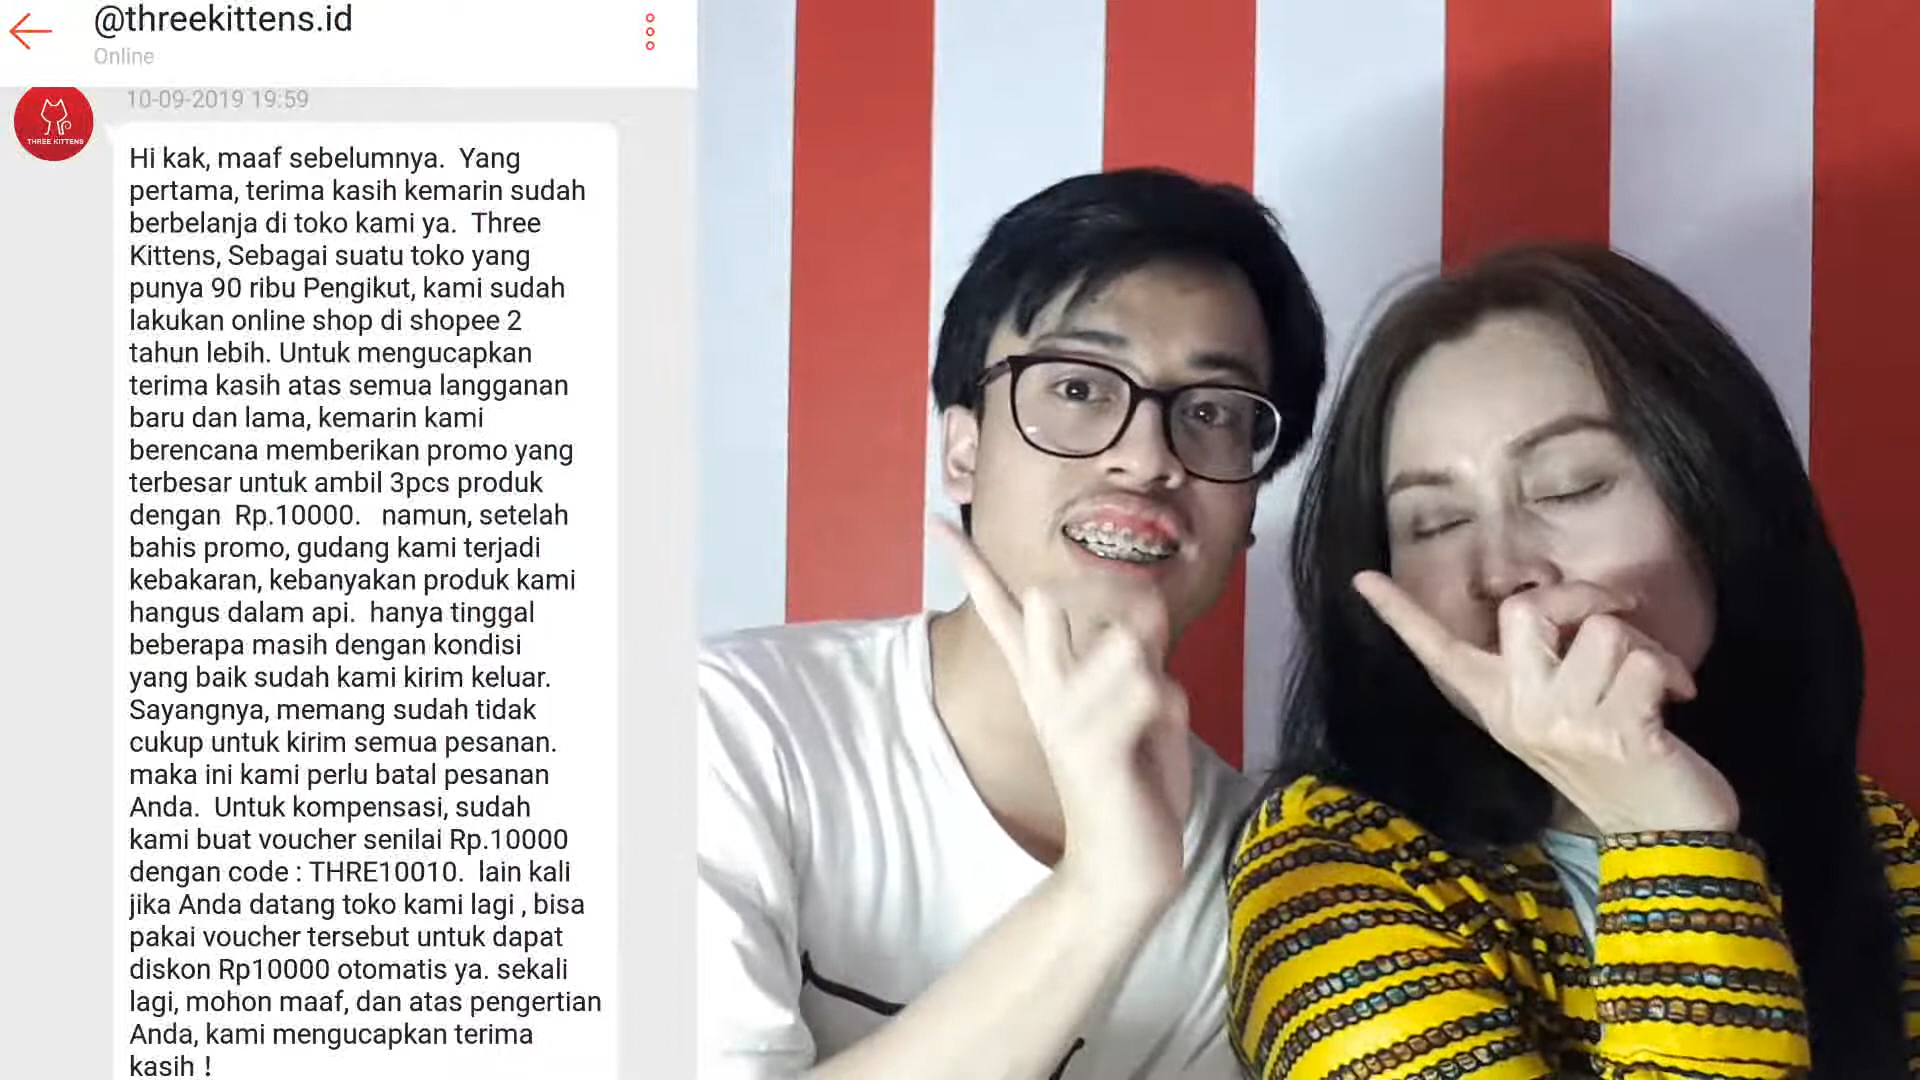 @threekittens.id
Online
10-09-2019 19:59
THREE KITTENS
Hi kak, maaf sebelumnya.  Yang
pertama, terima kasih kemarin sudah
berbelanja di toko kami ya.  Three
Kittens, Sebagai suatu toko yang
punya 90 ribu Pengikut, kami sudah
lakukan online shop di shopee 2
tahun lebih. Untuk mengucapkan
terima kasih atas semua langganan
baru dan lama, kemarin kami
berencana memberikan promo yang
terbesar untuk ambil 3pcs produk
dengan  Rp.10000.   namun, setelah
bahis promo, gudang kami terjadi
kebakaran, kebanyakan produk kami
hangus dalam api.  hanya tinggal
beberapa masih dengan kondisi
yang baik sudah kami kirim keluar.
Sayangnya, memang sudah tidak
cukup untuk kirim semua pesanan.
maka ini kami perlu batal pesanan
Anda.  Untuk kompensasi, sudah
kami buat voucher senilai Rp.10000
dengan code : THRE10010.  lain kali
jika Anda datang toko kami lagi , bisa
pakai voucher tersebut untuk dapat
diskon Rp10000 otomatis ya. sekali
lagi, mohon maaf, dan atas pengertian
Anda, kami mengucapkan terima
kasih !